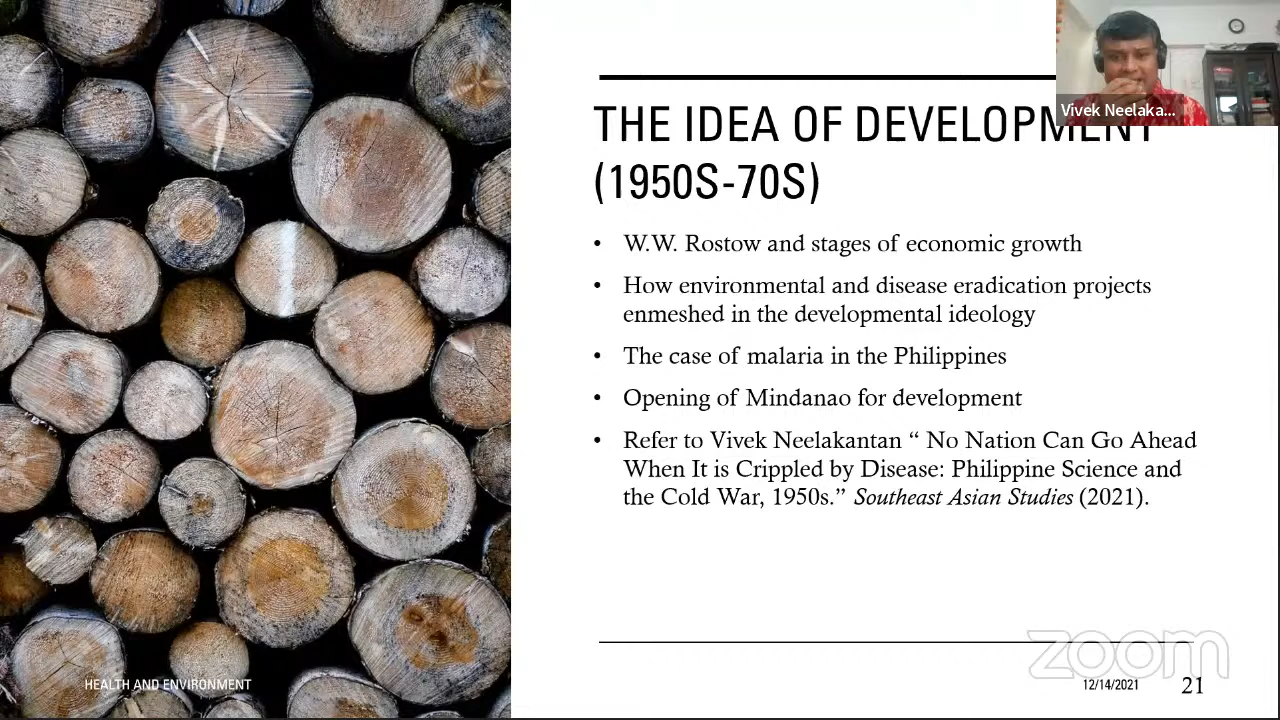 THE IDEA OF DEVELOPMENT
(1950S-70S)
Vivek Neelaka...
• W.W. Rostow and stages of economic growth
• How environmental and disease eradication projects
enmeshed in the developmental ideology
• The case of malaria in the Philippines
• Opening of Mindanao for development
• Refer to Vivek Neelakantan “ No Nation Can Go Ahead
When It is Crippled by Disease: Philippine Science and
the Cold War, 1950s.” Southeast Asian Studies (2021).
zoom
HEALTH AND ENVIRONMENT
12/14/2021
21